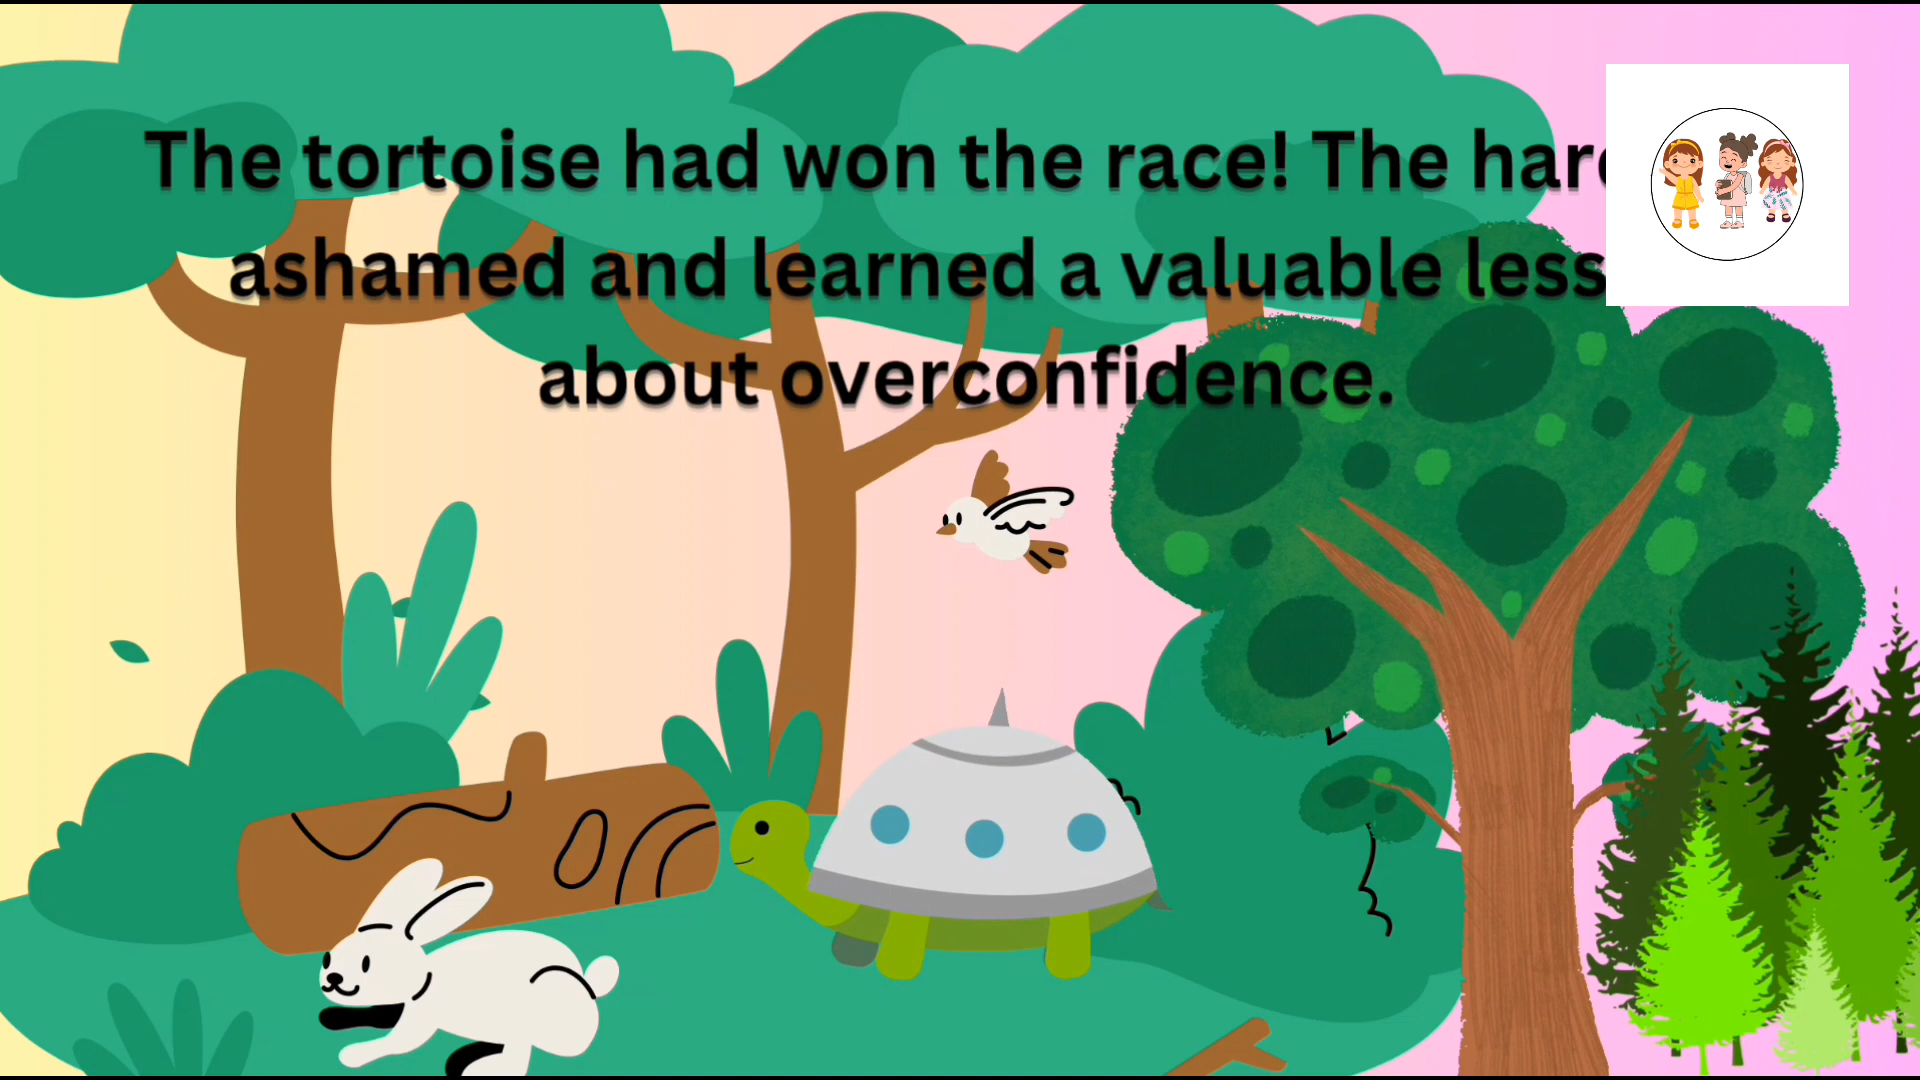 The tortoise had won the race! The
ashamed and learned a valuable
about overconfidence.